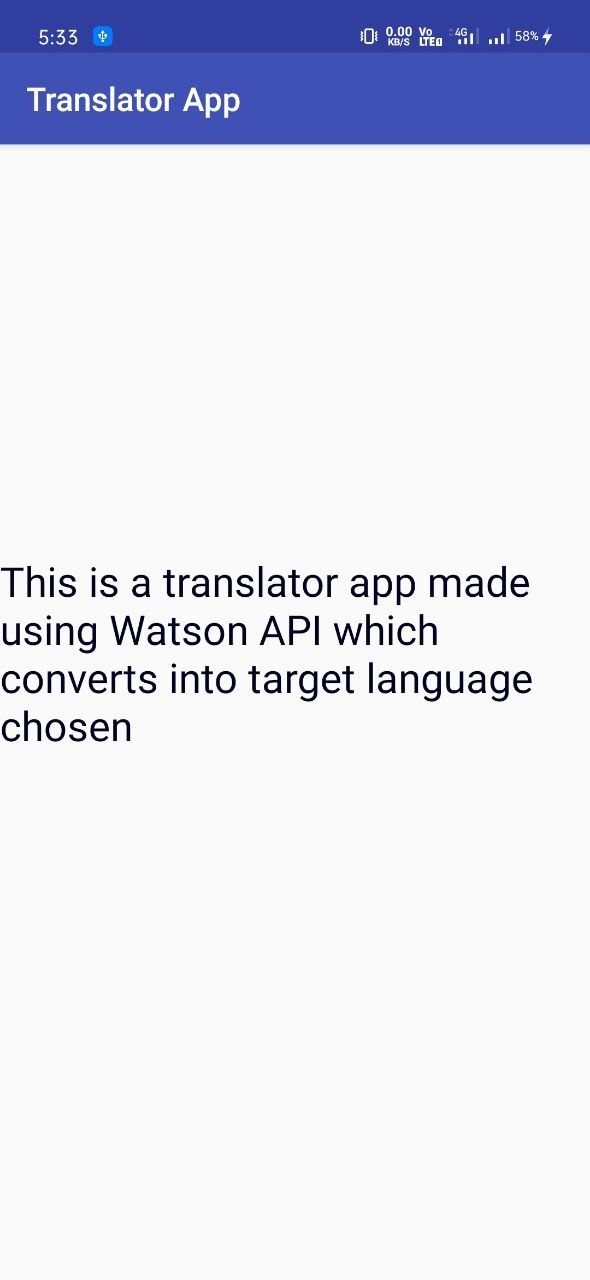 5:33 0.00 KB/S Vo LTE 4G 58%
Translator App
This is a translator app made
using Watson API which
converts into target language
chosen